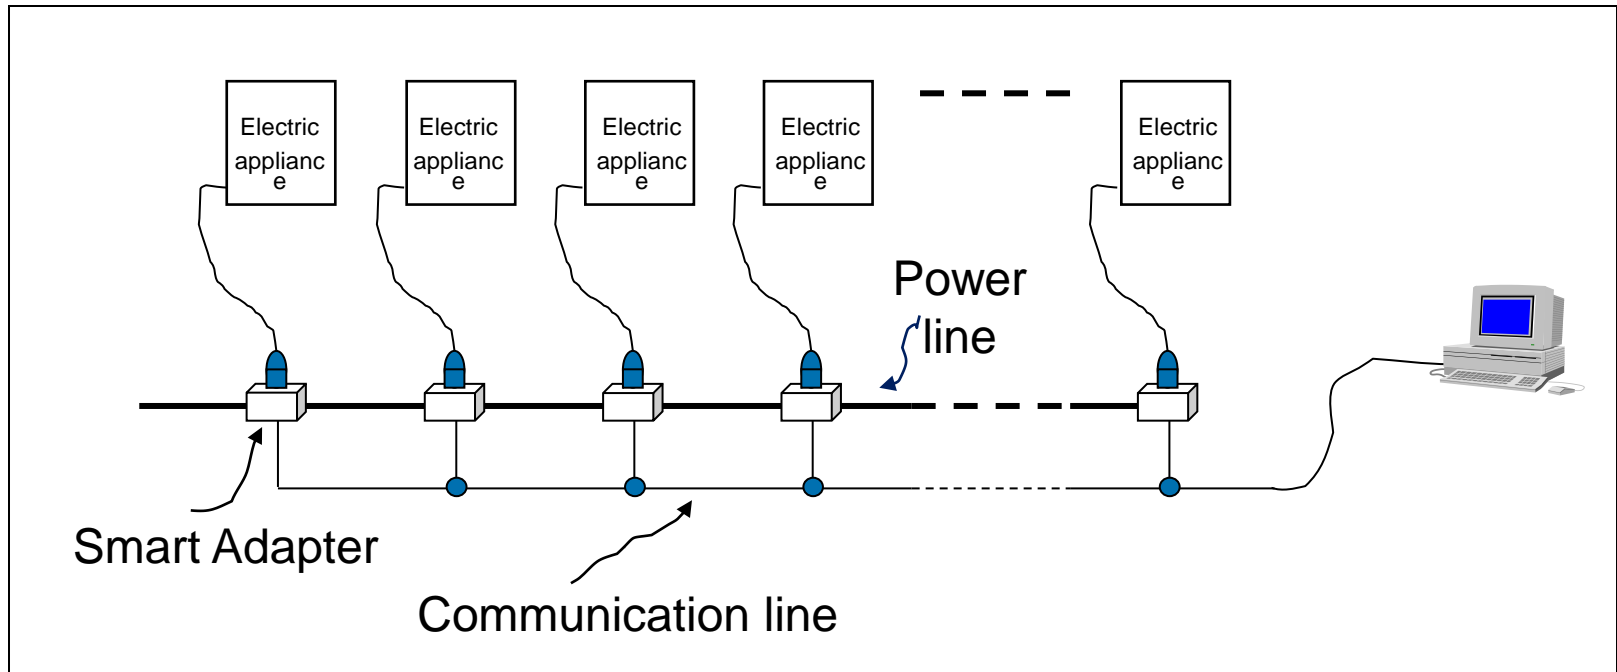 Electric
applianc
e
Electric
applianc
e
Electric
applianc
e
Electric
applianc
e
Electric
applianc
e
Power
line
Smart Adapter
Communication line